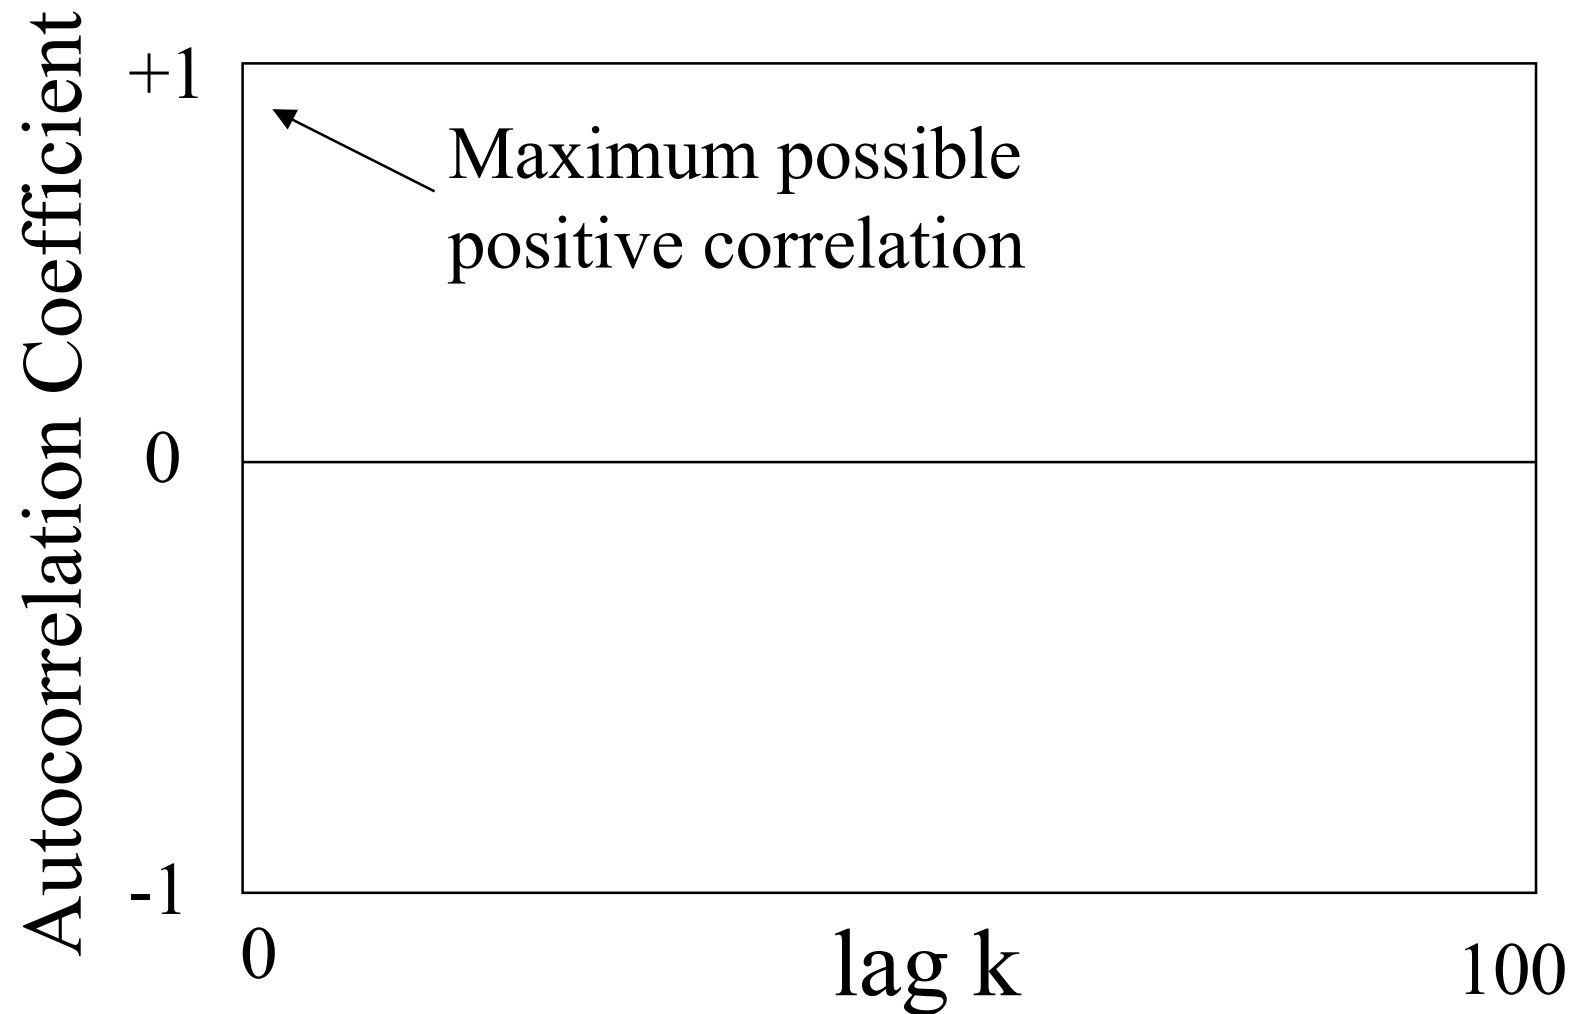 Autocorrelation Coefficient
+1
Maximum possible
positive correlation
0
-1
0
lag k
100